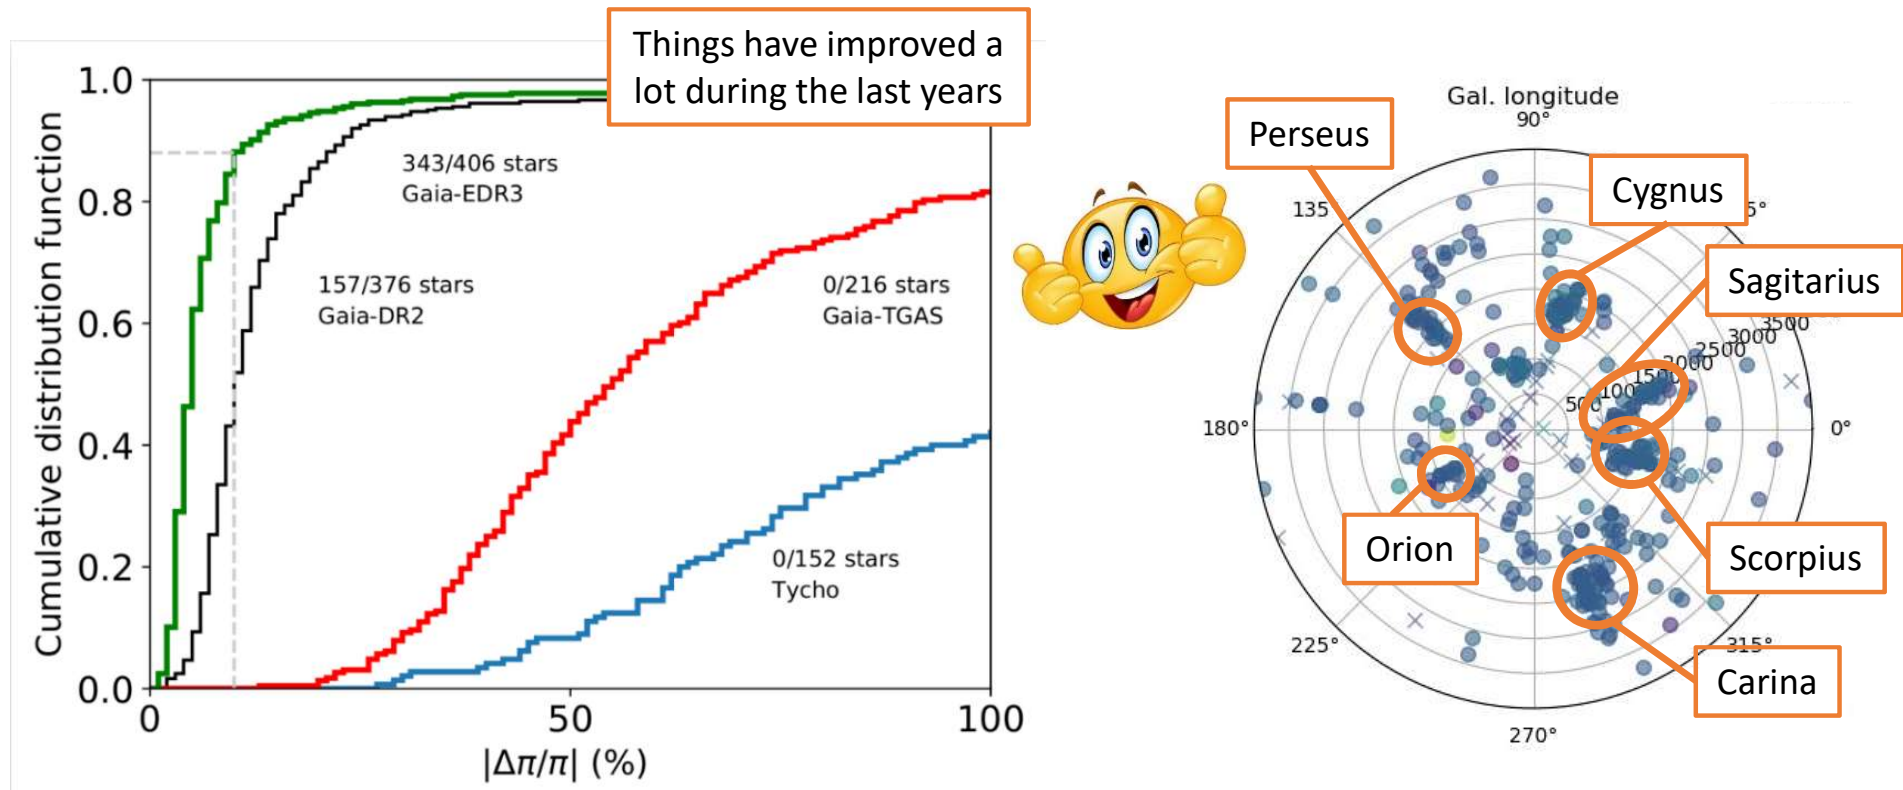 Things have improved a
lot during the last years
1.0
0.8
0.6
0.4
0.2
0.0
Cumulative distribution function
343/406 stars
Gaia-EDR3
157/376 stars
Gaia-DR2
0/216 stars
Gaia-TGAS
0/152 stars
Tycho
0
50
100
|Δπ/π| (%)
Gal. longitude
90°
Perseus
Cygnus
135
5°
Sagitarius
3500
3000
2500
2000
1500
100
500
180°
0°
Orion
Scorpius
225°
315°
Carina
270°